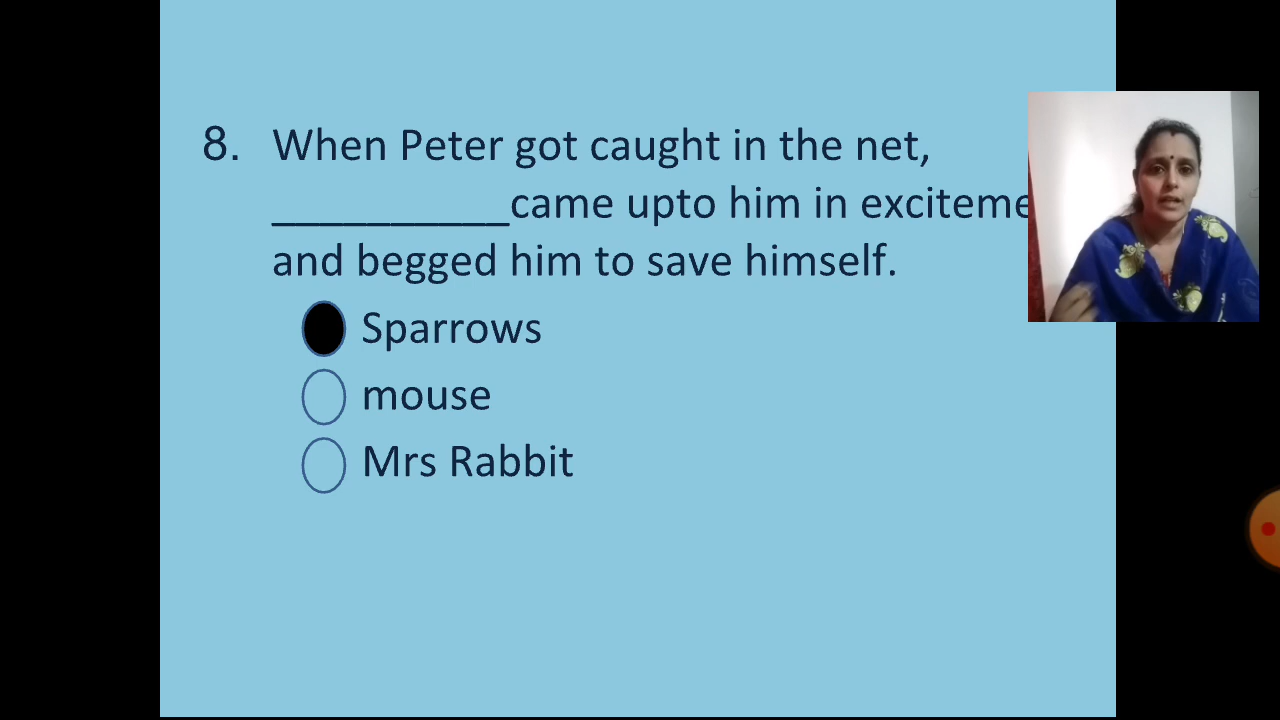 8. When Peter got caught in the net,
__________came upto him in exciteme
and begged him to save himself.
Sparrows
mouse
Mrs Rabbit